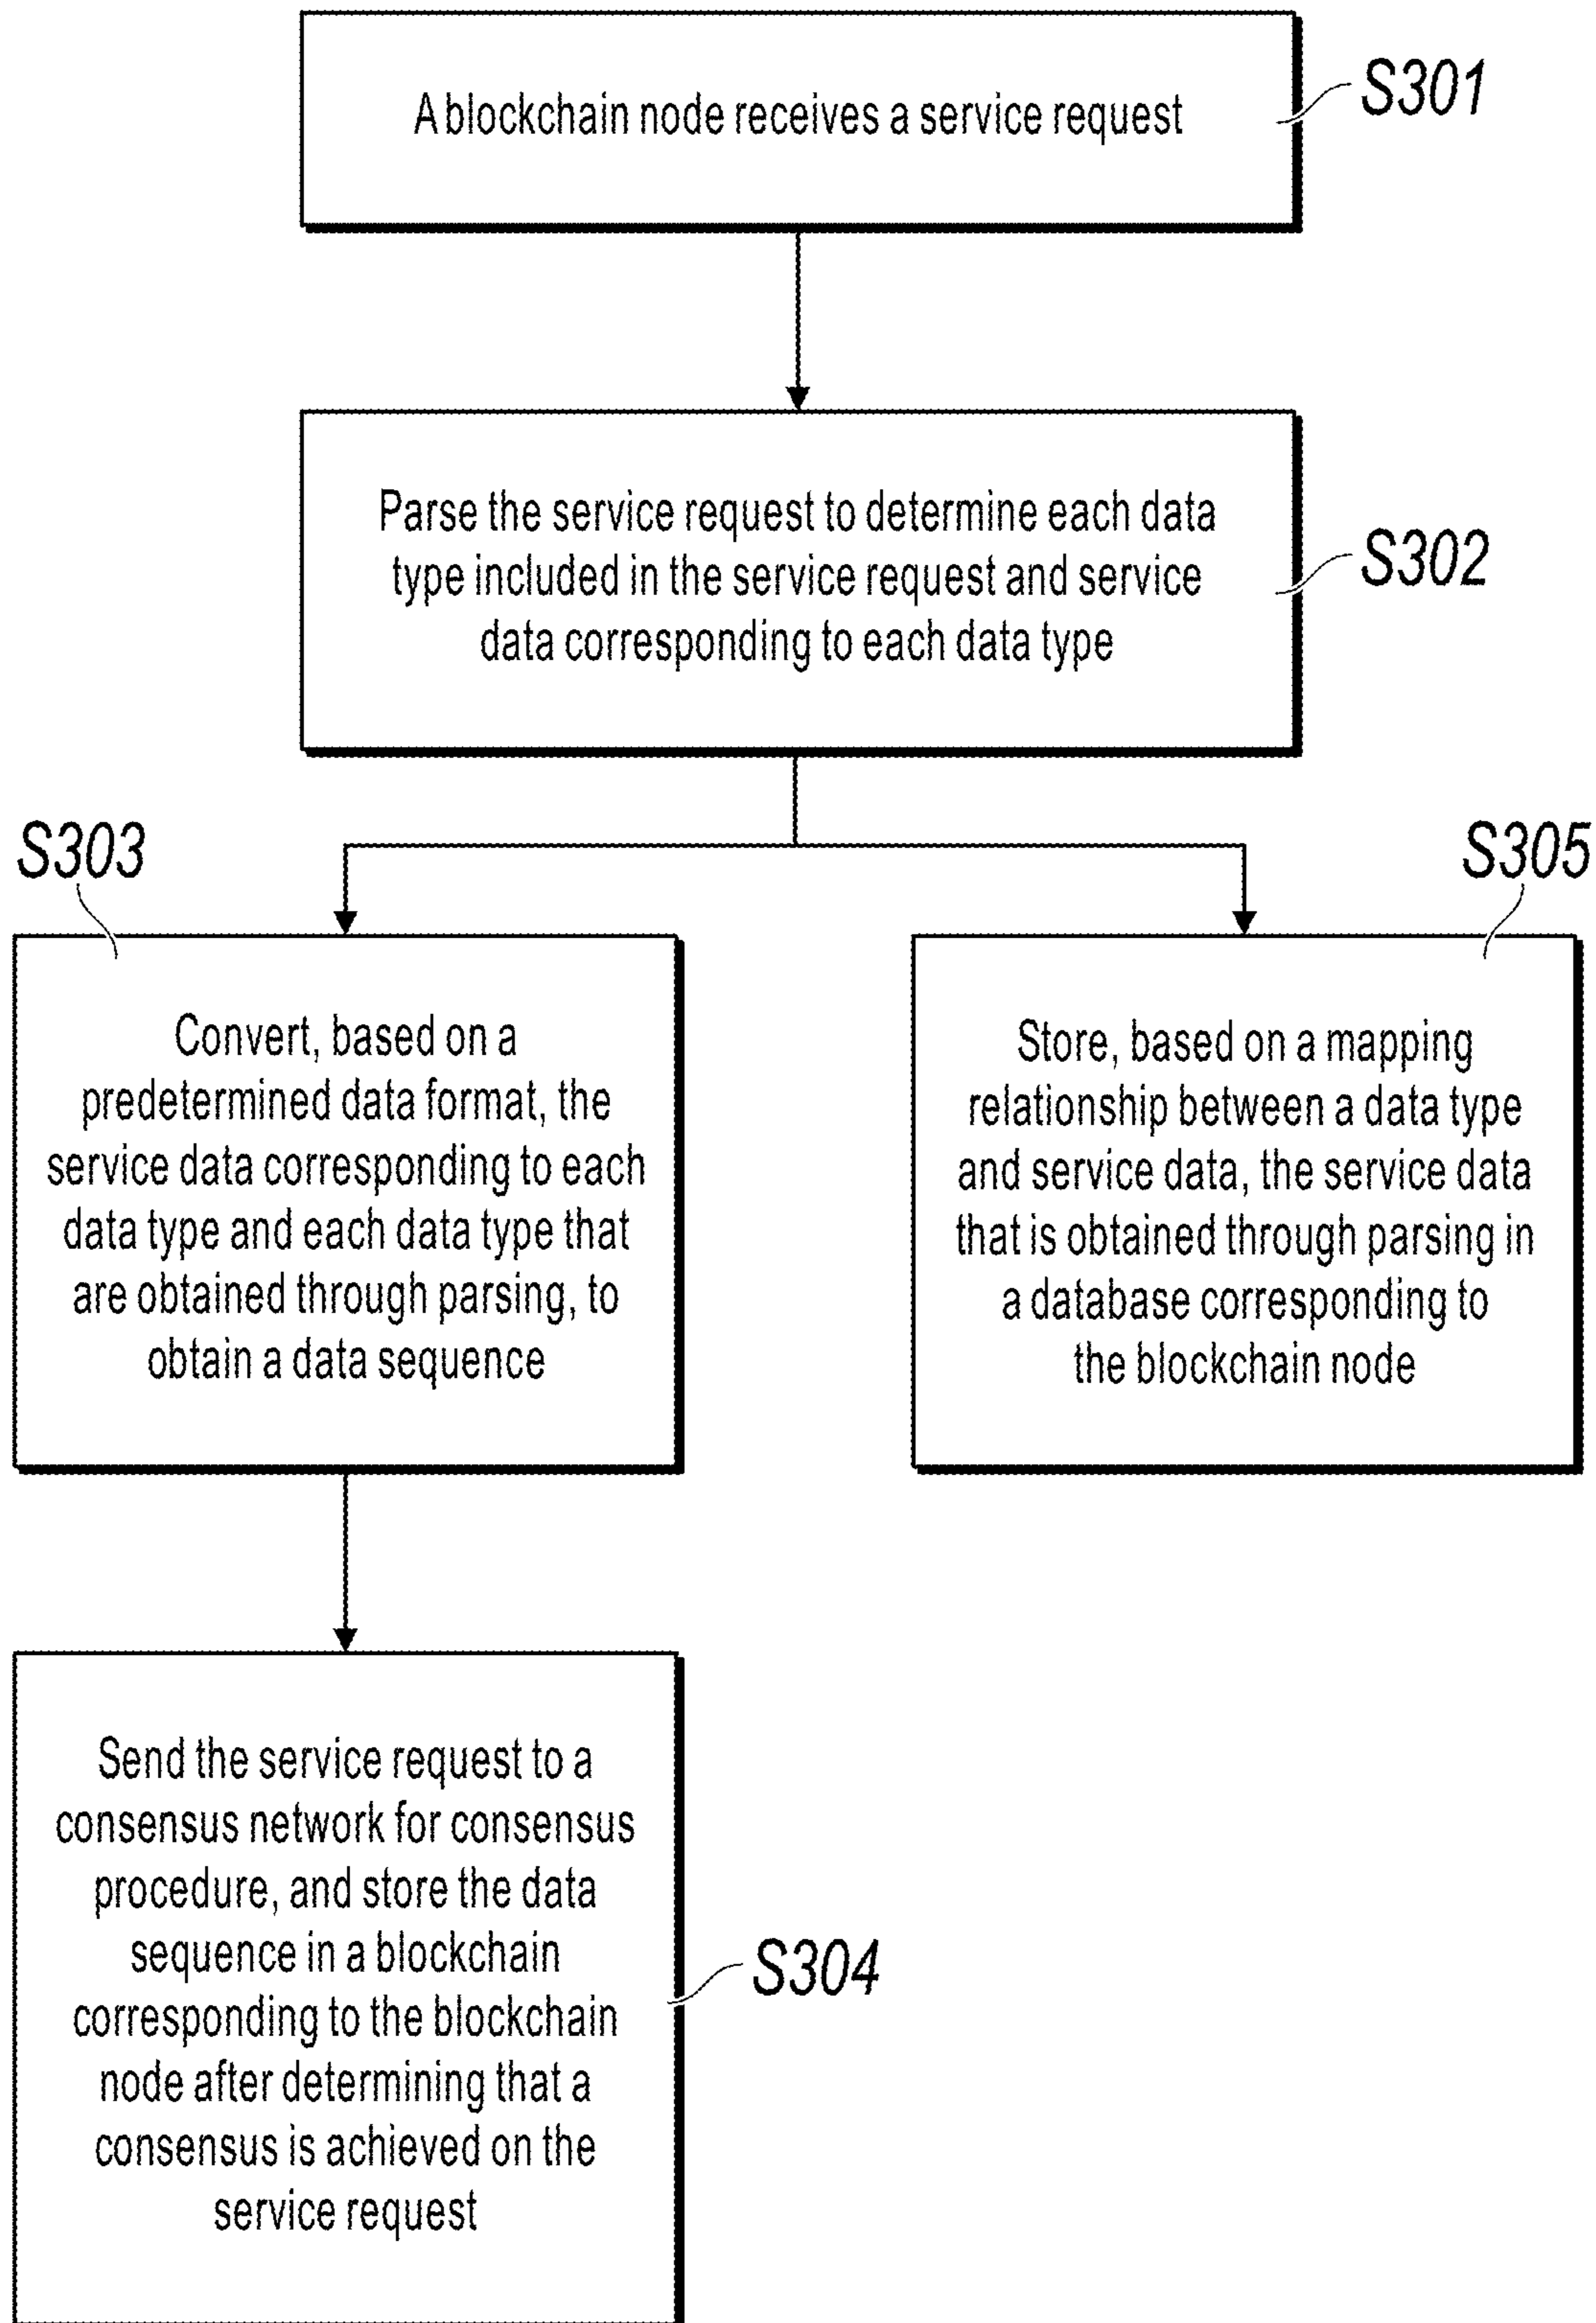 A blockchain node receives a service request
S301
Parse the service request to determine each data
type included in the service request and service
data corresponding to each data type
S302
S303
Convert, based on a
predetermined data format, the
service data corresponding to each
data type and each data type that
are obtained through parsing, to
obtain a data sequence
S305
Store, based on a mapping
relationship between a data type
and service data, the service data
that is obtained through parsing in
a database corresponding to
the blockchain node
Send the service request to a
consensus network for consensus
procedure, and store the data
sequence in a blockchain
corresponding to the blockchain
node after determining that a
consensus is achieved on the
service request
S304